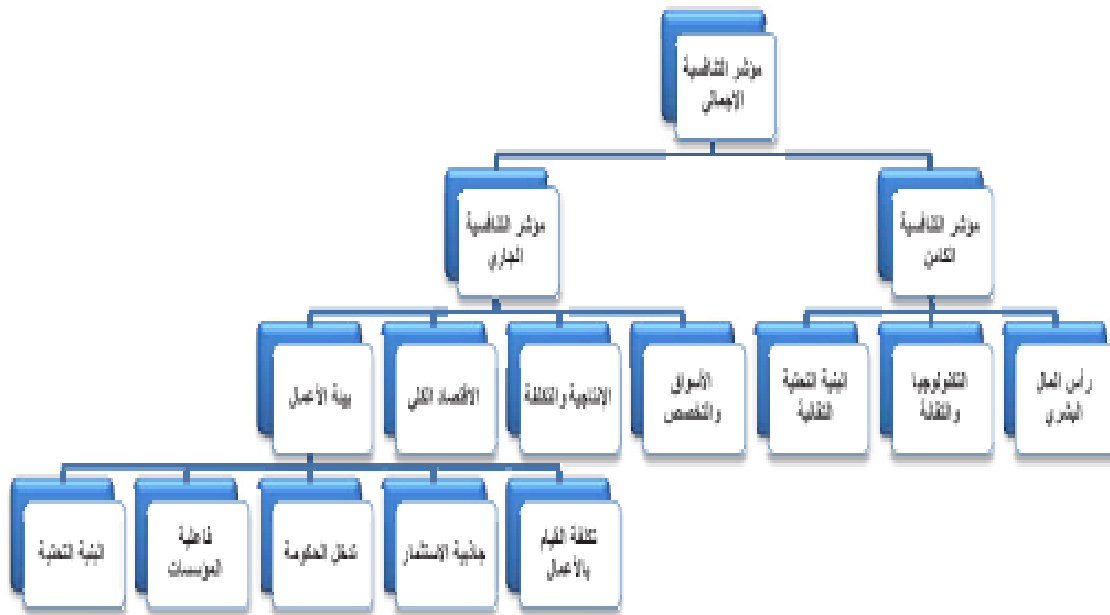 مؤشر التنافسية
الإجمالي
مؤشر التنافسية
الكامن
مؤشر التنافسية
الجاري
رأس المال
البشري
التكنولوجيا
والتقانة
البنية التحتية
التقانية
الأسواق
والتخصص
الإنتاجية والتكلفة
الاقتصاد الكلي
بيئة الأعمال
تكلفة القيام
بالأعمال
جاذبية الاستثمار
تدخل الحكومة
فاعلية
المؤسسات
البنية التحتية